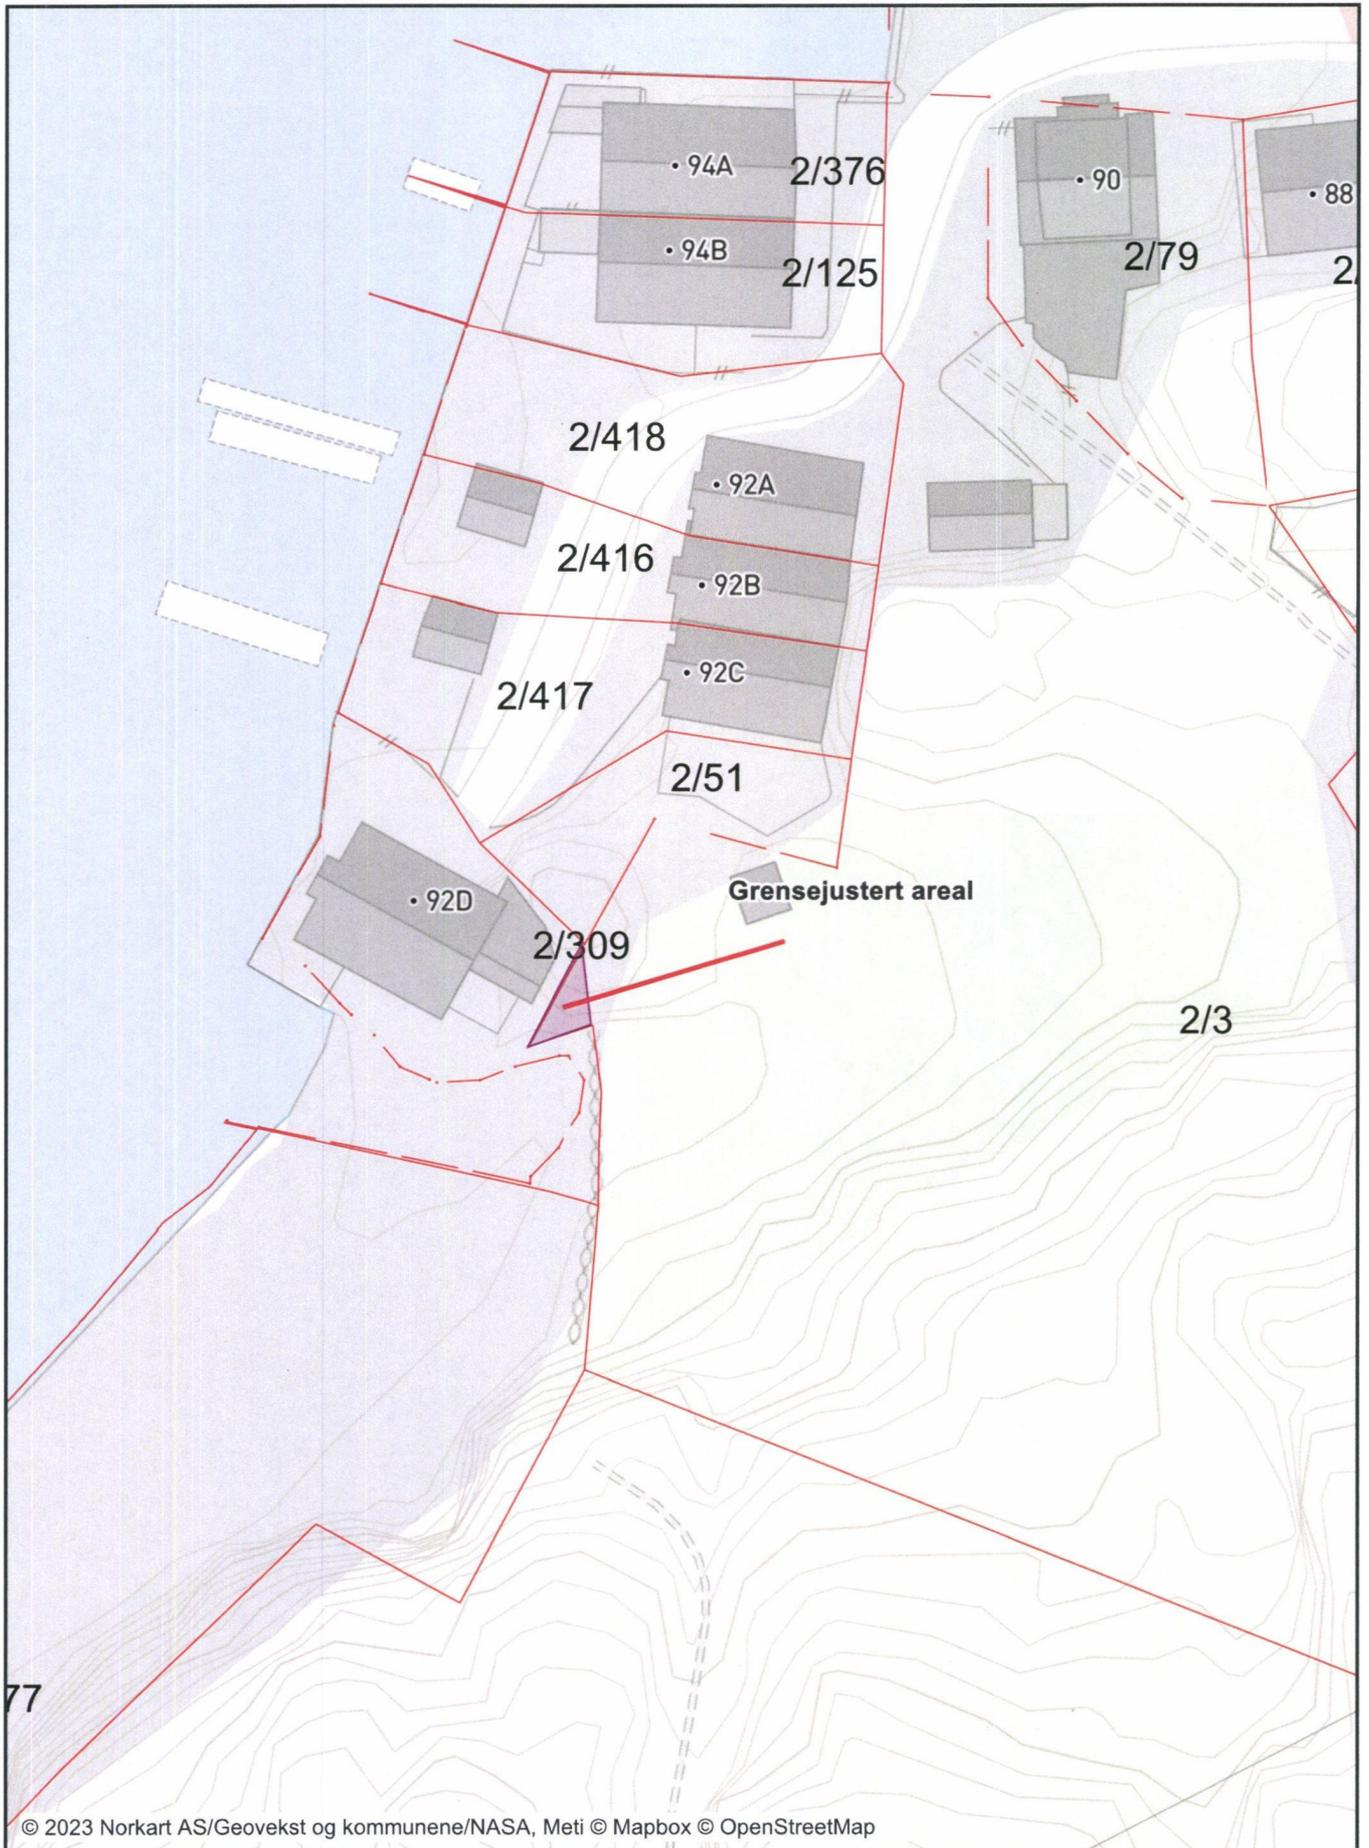 94A
2/376
90
88
94B
2/125
2/79
2/
2/418
92A
2/416
92B
92C
2/417
2/51
Grensejustert areal
92D
2/309
2/3
77
© 2023 Norkart AS/Geovekst og kommunene/NASA, Meti © Mapbox © OpenStreetMap